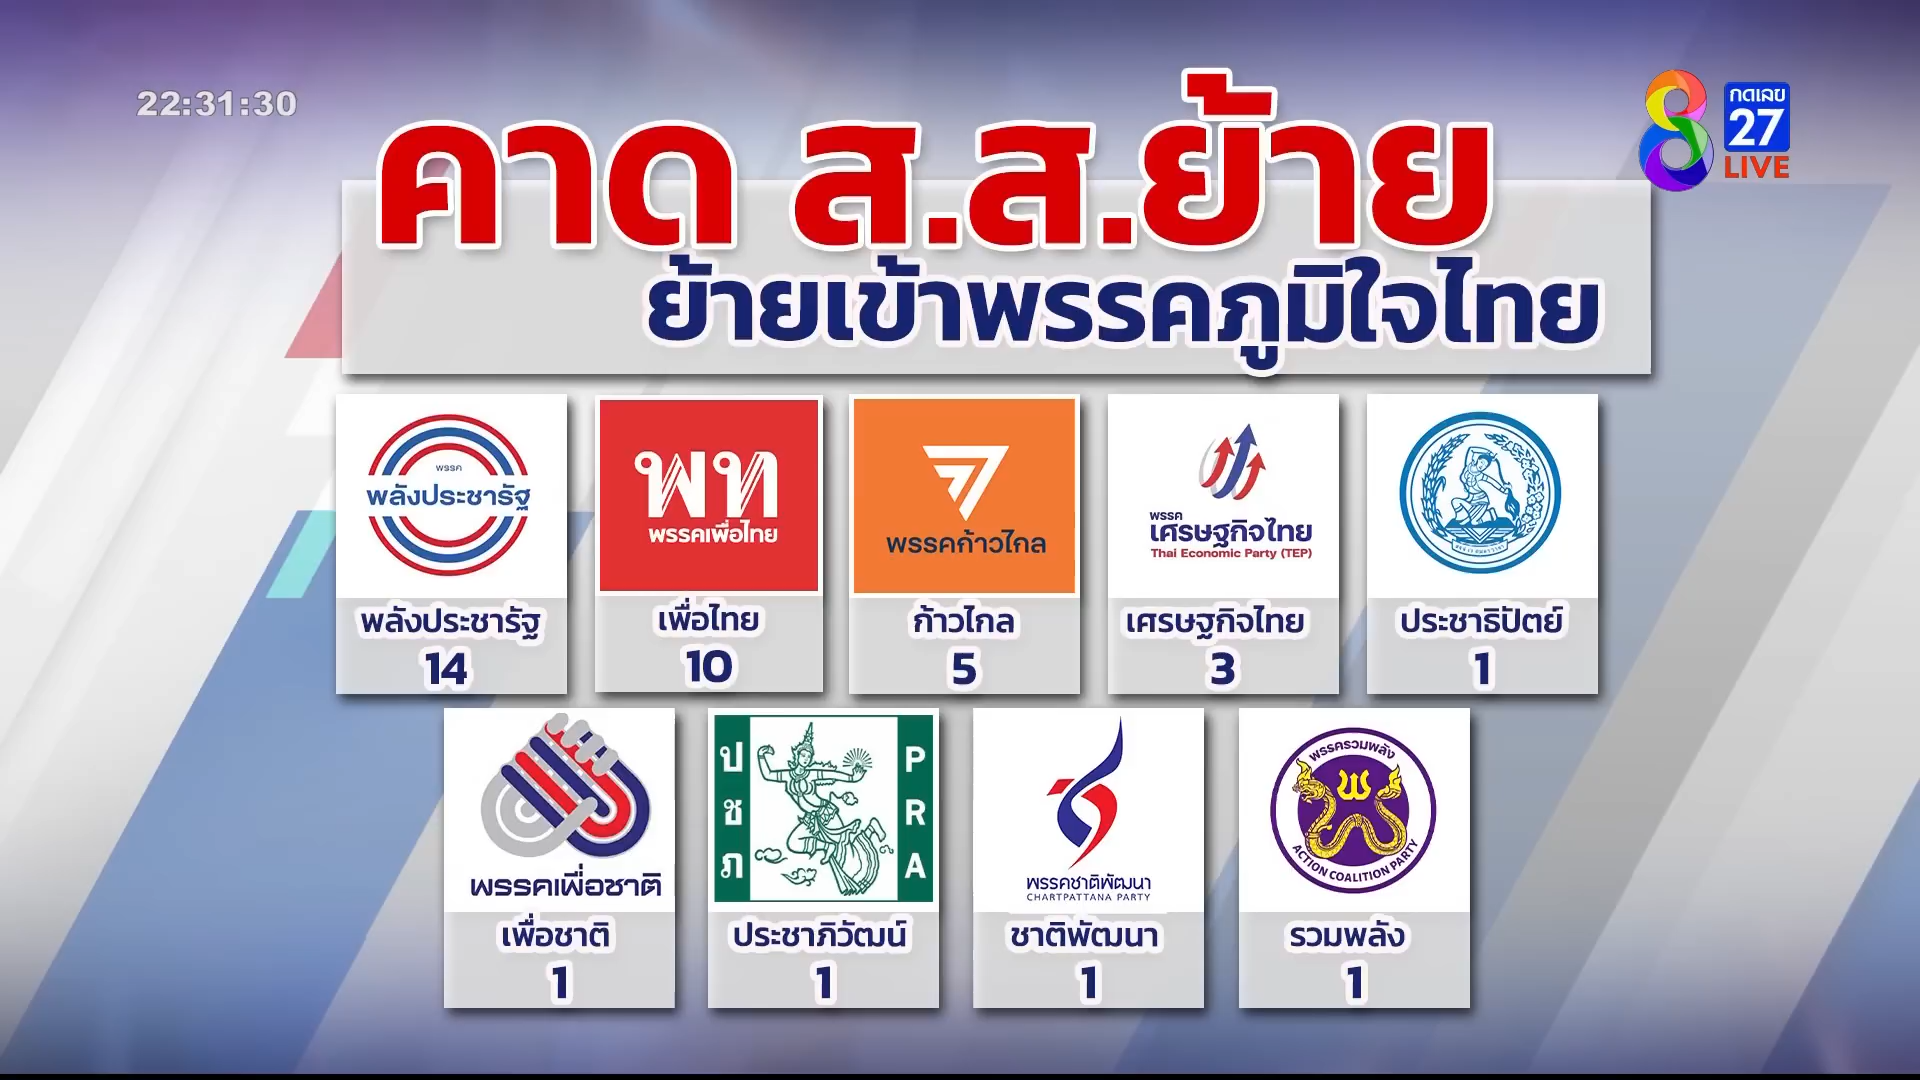 22:31:30
คาด ส.ส.ย้าย
ย้ายเข้าพรรคภูมิใจไทย
กดเลข
27
LIVE
พรรค
พลังประชารัฐ
พลังประชารัฐ
14
พท
พรรคเพื่อไทย
เพื่อไทย
10
พรรคก้าวไกล
ก้าวไกล
5
พรรค
เศรษฐกิจไทย
Thai Economic Party (TEP)
เศรษฐกิจไทย
3
ประชาธิปัตย์
1
พรรคเพื่อชาติ
เพื่อชาติ
1
ปชภ
PRA
ประชาภิวัฒน์
1
พรรคชาติพัฒนา
CHARTPATTANA PARTY
ชาติพัฒนา
1
พรรครวมพลัง
ACTION COALITION PARTY
รวมพลัง
1